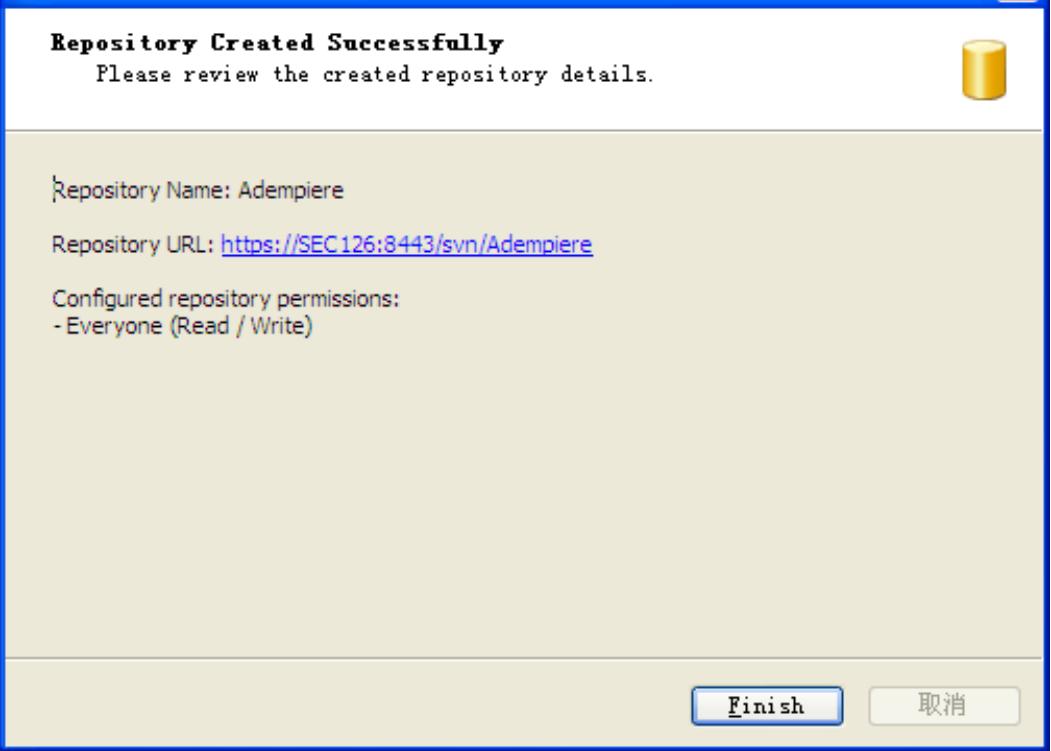 Repository Created Successfully
Please review the created repository details.
Repository Name: Adempiere
Repository URL: https://SEC126:8443/svn/Adempiere
Configured repository permissions:
- Everyone (Read / Write)
Finish
取消